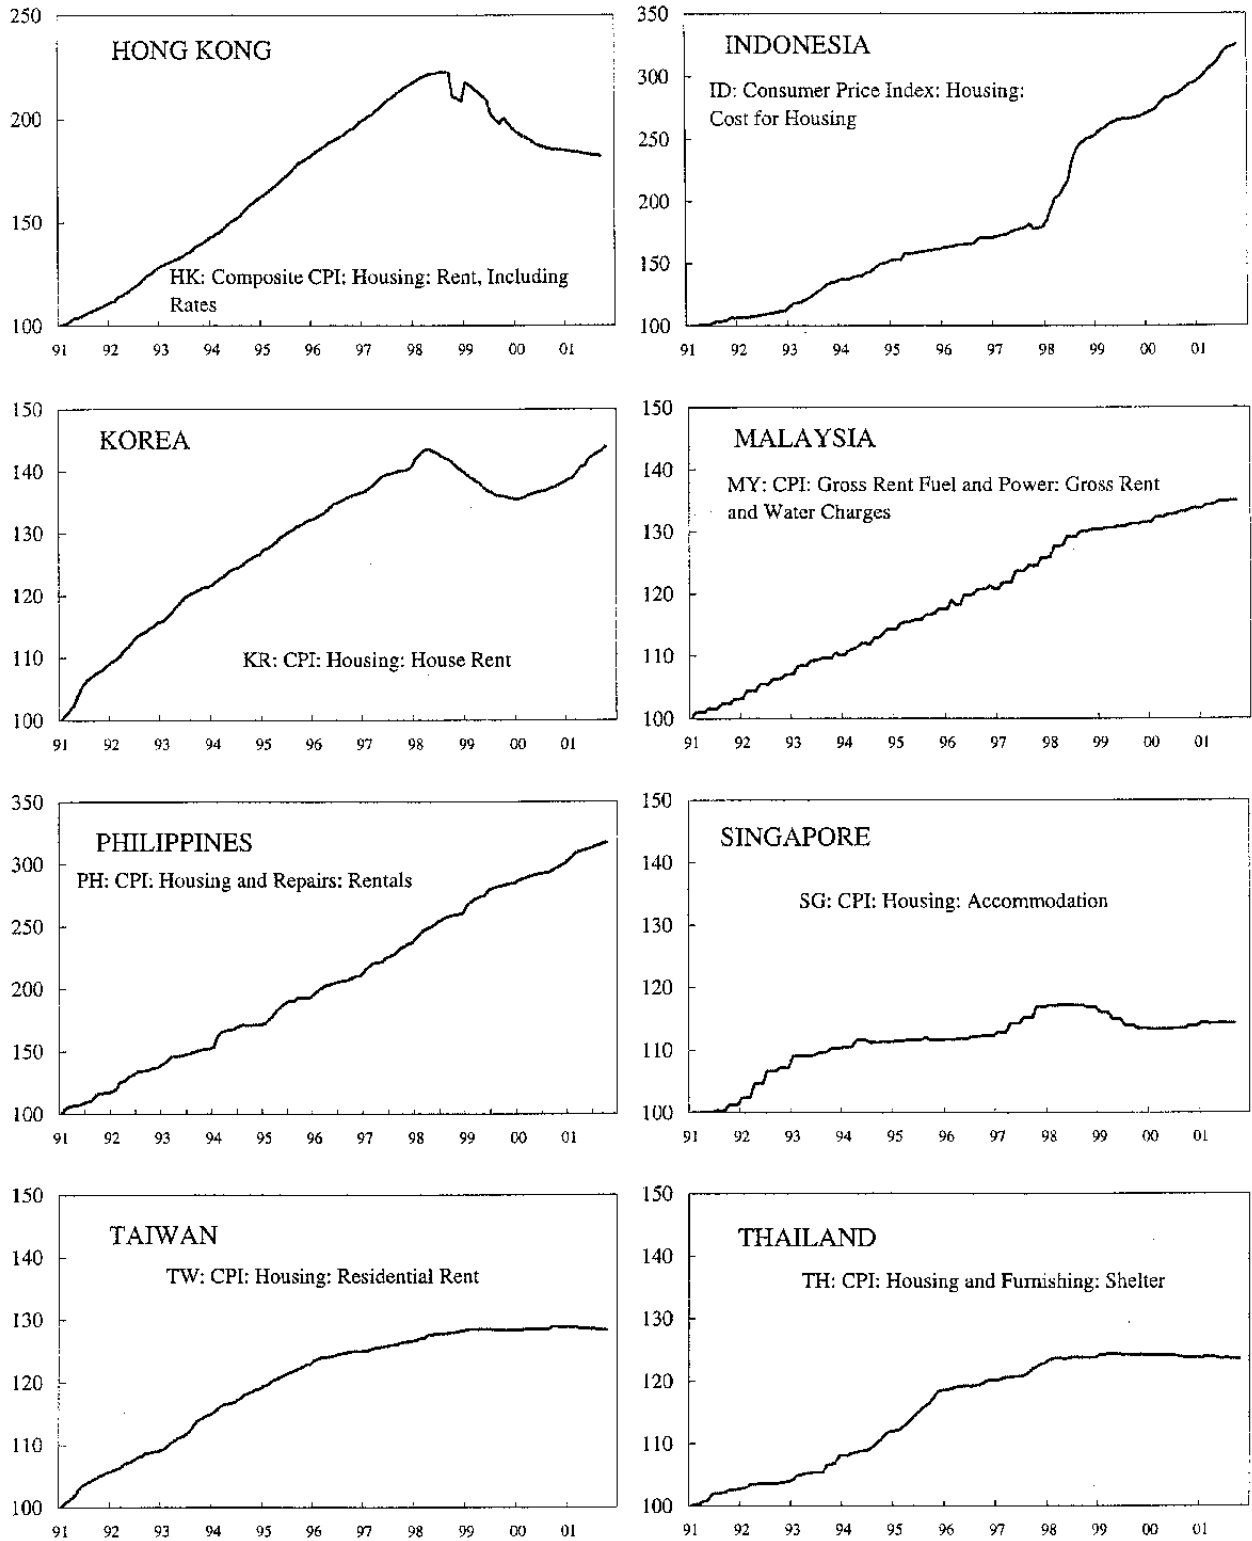 250
200
150
100
HONG KONG
HK: Composite CPI: Housing: Rent, Including
Rates
91 92 93 94 95 96 97 98 99 00 01
350
300
250
200
150
100
INDONESIA
ID: Consumer Price Index: Housing:
Cost for Housing
91 92 93 94 95 96 97 98 99 00 01
150
140
130
120
110
100
KOREA
KR: CPI: Housing: House Rent
91 92 93 94 95 96 97 98 99 00 01
150
140
130
120
110
100
MALAYSIA
MY: CPI: Gross Rent Fuel and Power: Gross Rent
and Water Charges
91 92 93 94 95 96 97 98 99 00 01
350
300
250
200
150
100
PHILIPPINES
PH: CPI: Housing and Repairs: Rentals
91 92 93 94 95 96 97 98 99 00 01
150
140
130
120
110
100
SINGAPORE
SG: CPI: Housing: Accommodation
91 92 93 94 95 96 97 98 99 00 01
150
140
130
120
110
100
TAIWAN
TW: CPI: Housing: Residential Rent
91 92 93 94 95 96 97 98 99 00 01
150
140
130
120
110
100
THAILAND
TH: CPI: Housing and Furnishing: Shelter
91 92 93 94 95 96 97 98 99 00 01